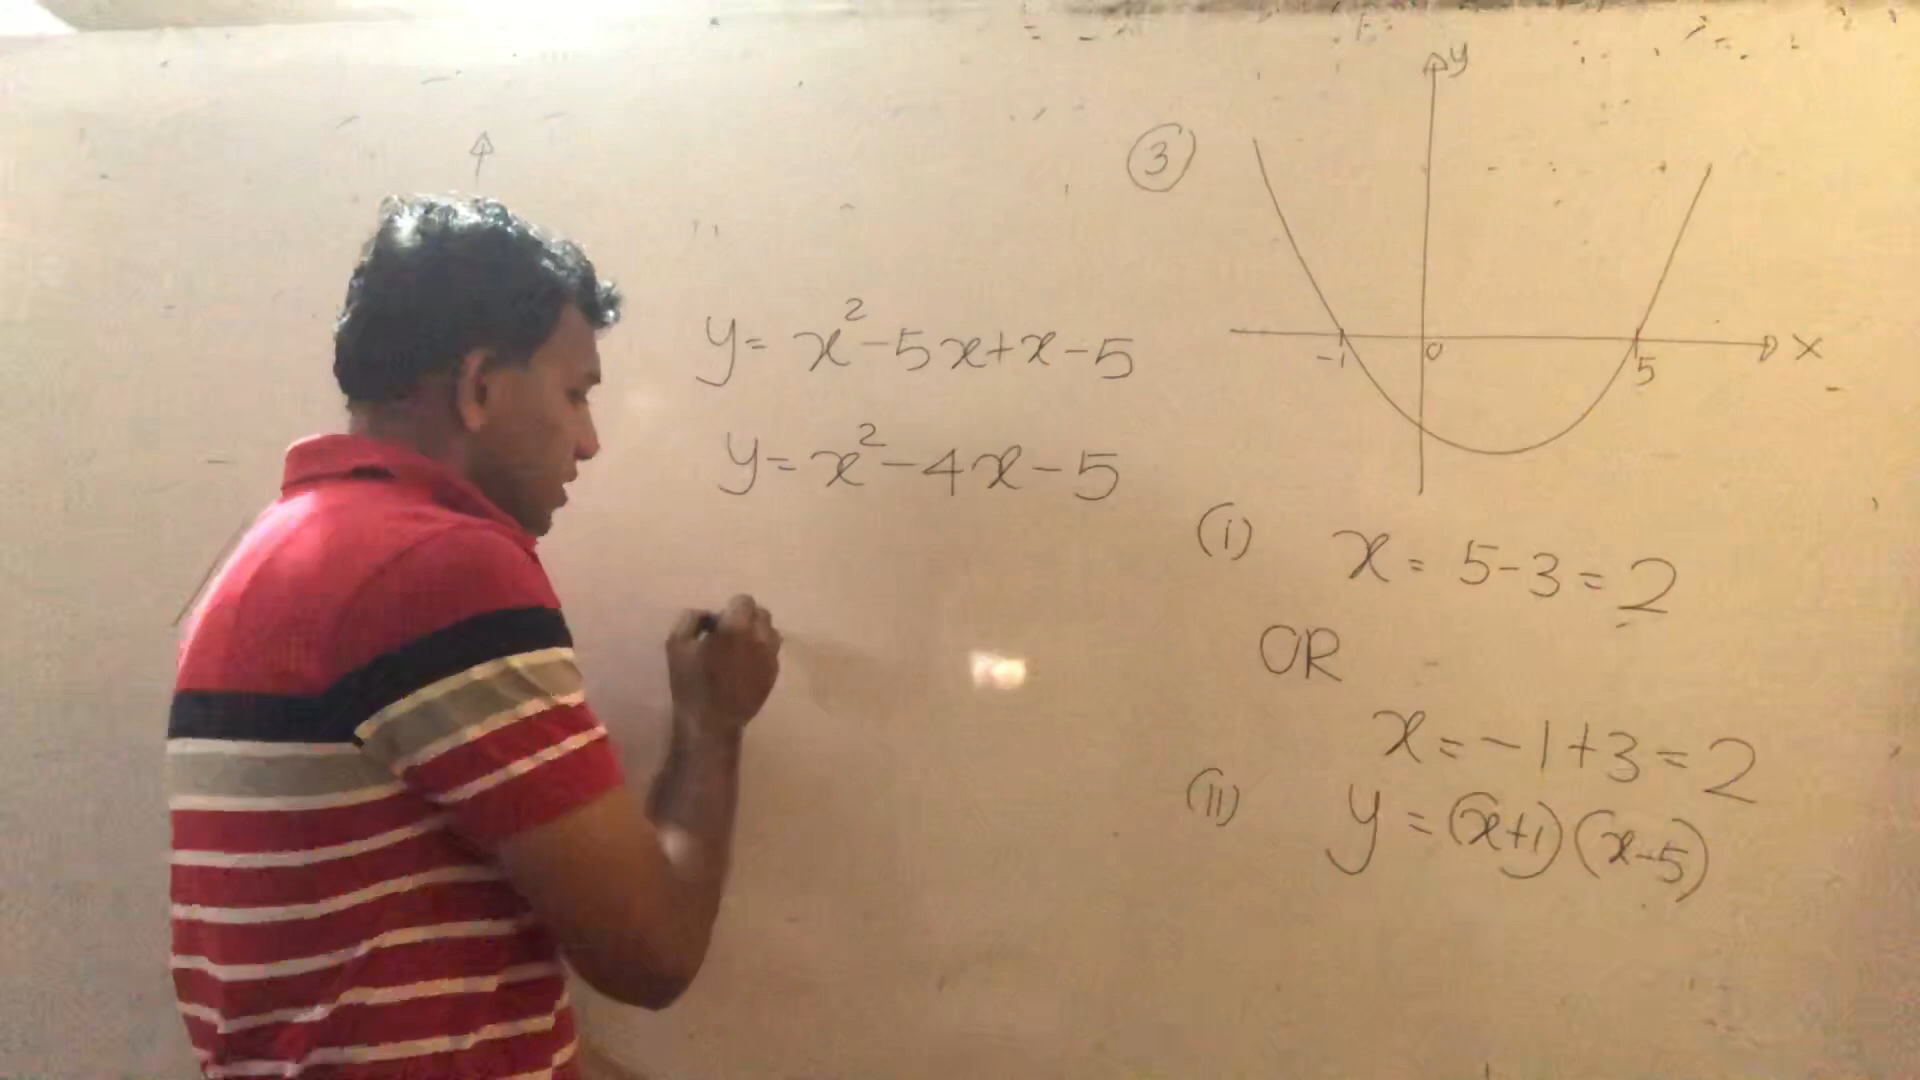 y = x² - 5x + x - 5
y = x² - 4x - 5
③
y
-1 0 5 x
(i) x = 5 - 3 = 2
OR
x = -1 + 3 = 2
(ii) y = (x+1)(x-5)